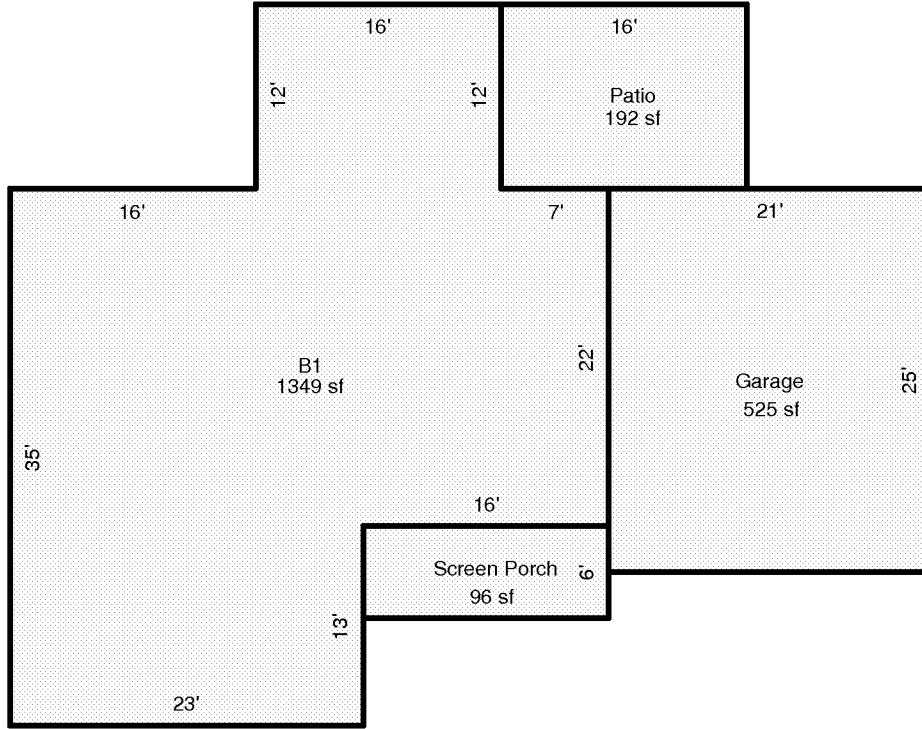 16'
16'
12'
12'
Patio
192 sf
16'
7'
21'
B1
1349 sf
22'
Garage
525 sf
25'
35'
16'
Screen Porch
96 sf
6'
13'
23'